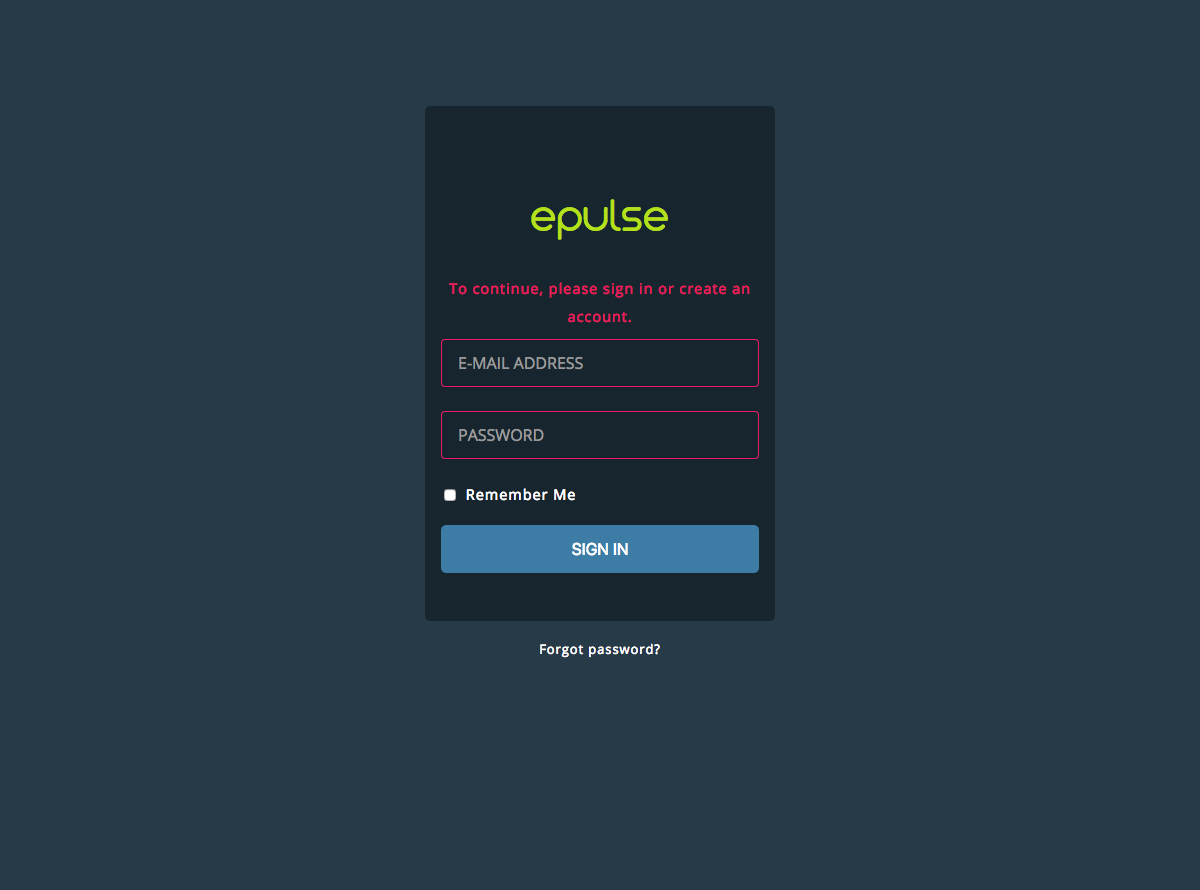 epulse
To continue, please sign in or create an
account.
E-MAIL ADDRESS
PASSWORD
Remember Me
SIGN IN
Forgot password?